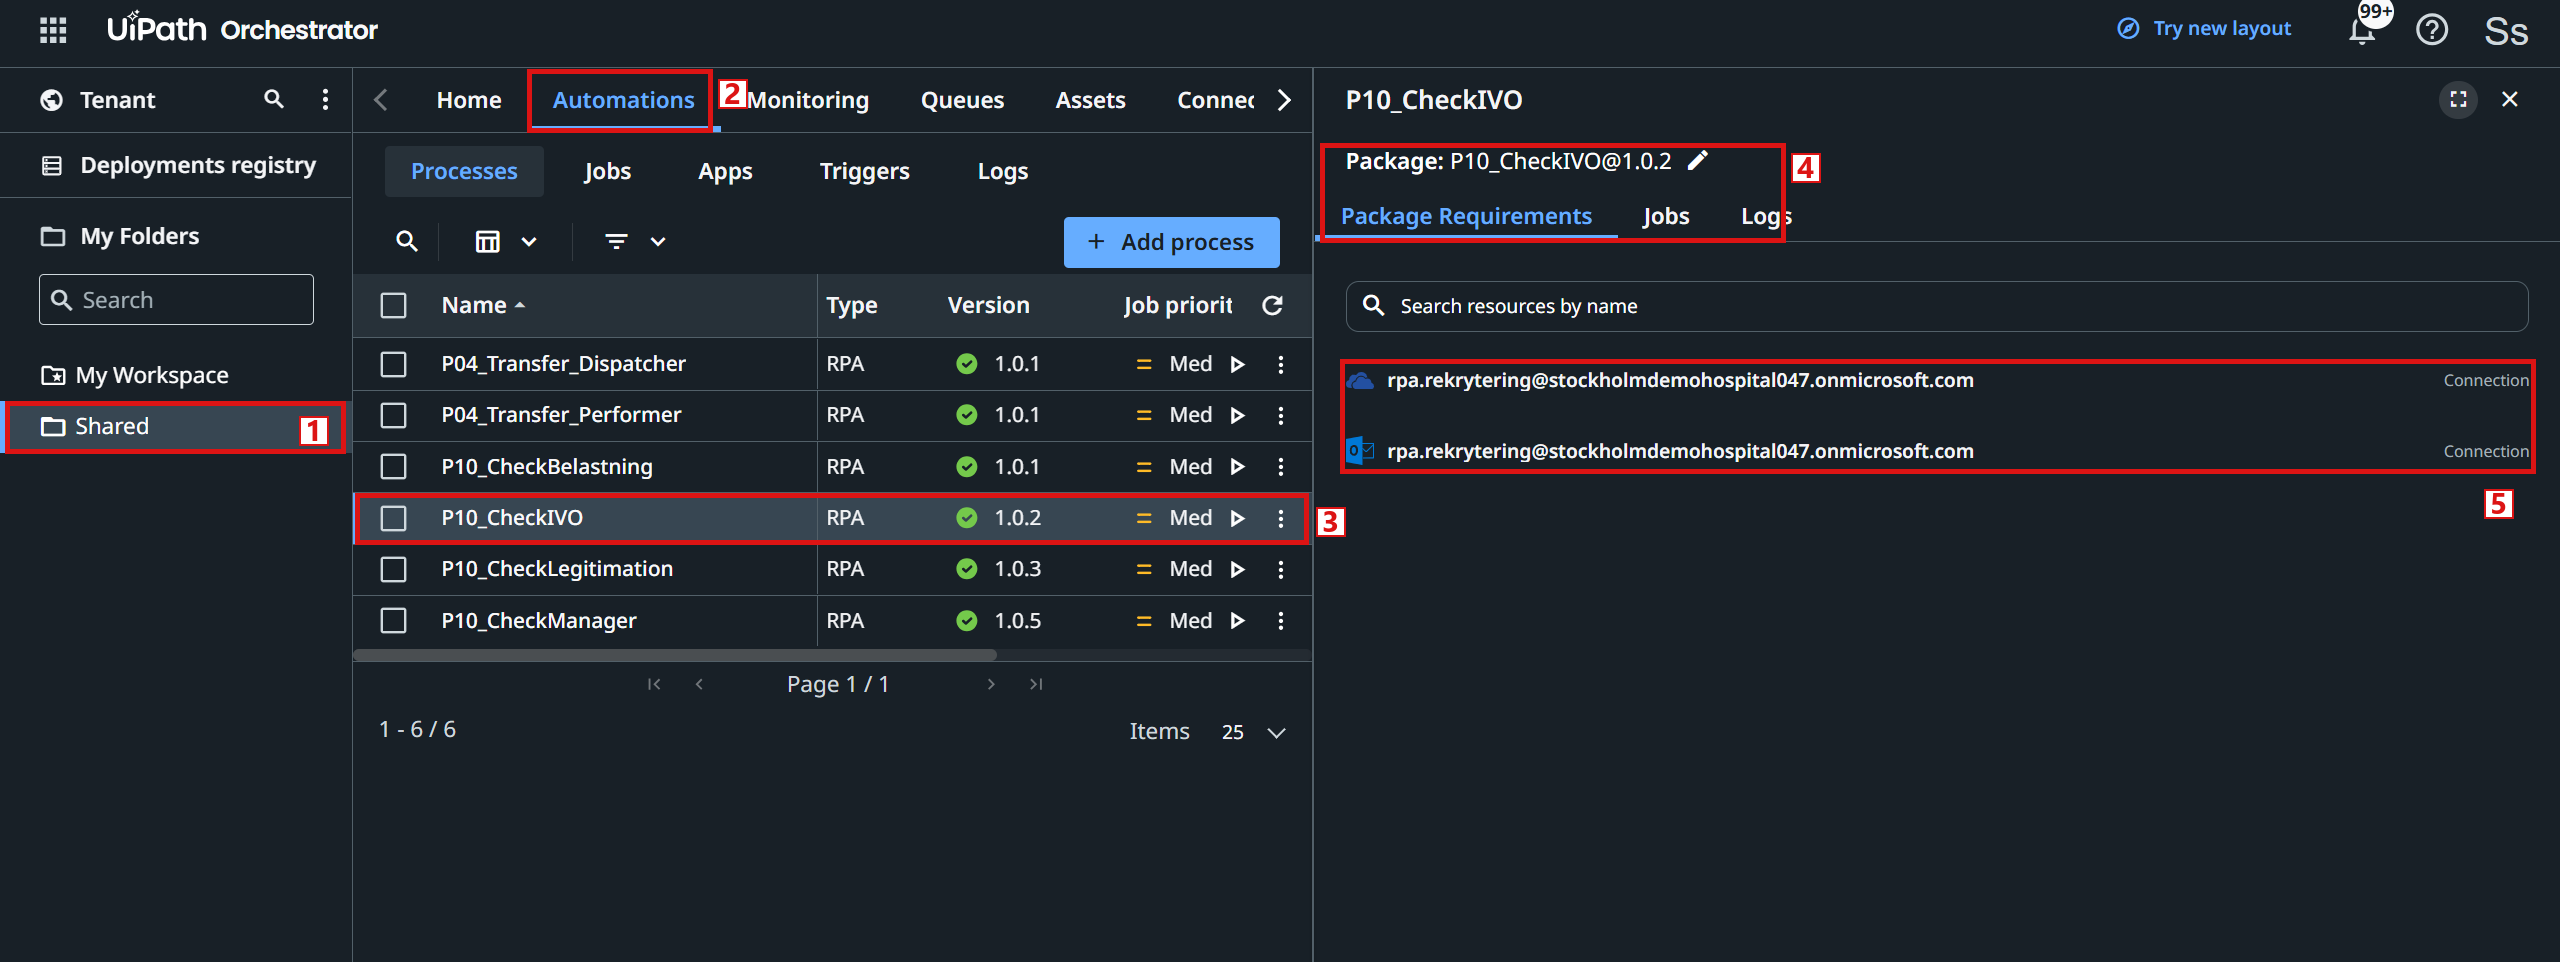 UiPath Orchestrator
Try new layout
99+
Ss
Tenant
Deployments registry
My Folders
Search
My Workspace
Shared
1
Home
Automations
2
Monitoring
Queues
Assets
Connec
Processes
Jobs
Apps
Triggers
Logs
+ Add process
Name Type Version Job priorit
P04_Transfer_Dispatcher RPA 1.0.1 Med
P04_Transfer_Performer RPA 1.0.1 Med
P10_CheckBelastning RPA 1.0.1 Med
P10_CheckIVO RPA 1.0.2 Med
3
P10_CheckLegitimation RPA 1.0.3 Med
P10_CheckManager RPA 1.0.5 Med
Page 1 / 1
1 - 6 / 6
Items 25
P10_CheckIVO
Package: P10_CheckIVO@1.0.2
4
Package Requirements
Jobs
Logs
Search resources by name
rpa.rekrytering@stockholmdemohospital047.onmicrosoft.com Connection
rpa.rekrytering@stockholmdemohospital047.onmicrosoft.com Connection
5